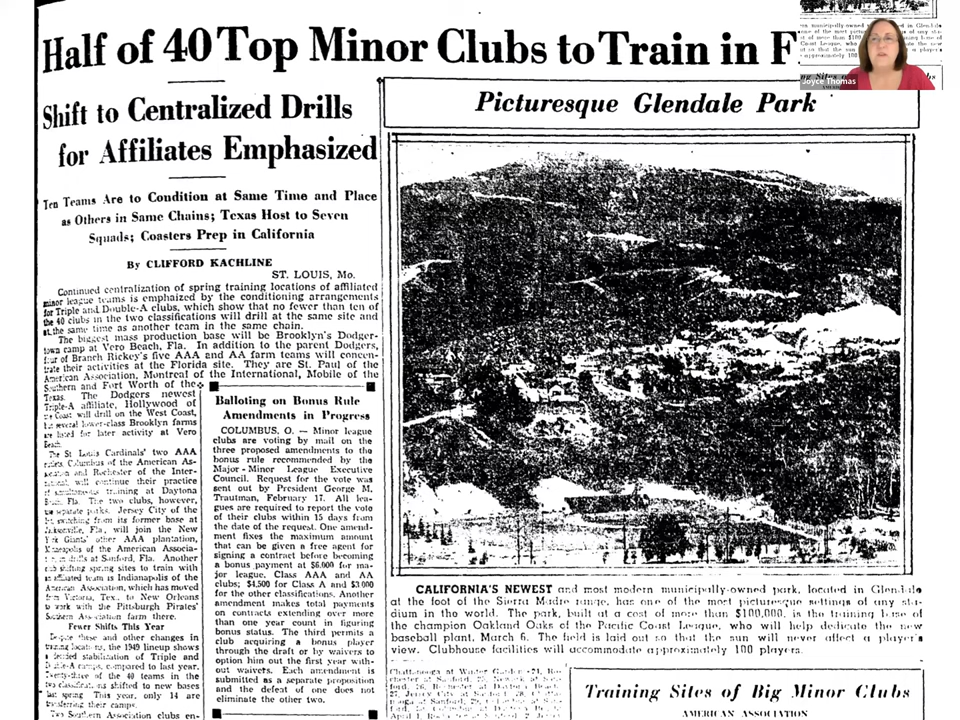 Half of 40 Top Minor Clubs to Train in F
Joyce Thomas
Shift to Centralized Drills
for Affiliates Emphasized
Ten Teams Are to Condition at Same Time and Place
as Others in Same Chains; Texas Host to Seven
Squads; Coasters Prep in California
By CLIFFORD KACHLINE
ST. LOUIS, Mo.
Continued centralization of spring training locations of affiliated
minor league teams is emphasized by the conditioning arrangements
for Triple and Double-A clubs, which show that no fewer than ten of
the 40 clubs in the two classifications will drill at the same site and
at the same time as another team in the same chain.
The biggest mass production base will be Brooklyn's Dodger-
town camp at Vero Beach, Fla. In addition to the parent Dodgers,
four of Branch Rickey's five AAA and AA farm teams will concen-
trate their activities at the Florida site. They are St. Paul of the
American Association, Montreal of the International, Mobile of the
Southern and Fort Worth of the
Texas. The Dodgers newest
Triple-A affiliate, Hollywood of
the Coast will drill on the West Coast,
but several lower-class Brooklyn farms
are listed for later activity at Vero
Beach.
The St Louis Cardinals' two AAA
Columbus of the American As-
and Rochester of the Inter-
will continue their practice
of simultaneous training at Daytona
Beach, Fla. The two clubs, however,
use separate parks. Jersey City of the
switching from its former base at
Jacksonville, Fla, will join the New
York Giants' other AAA plantation,
Minneapolis of the American Associa-
in drills at Sanford, Fla. Another
club shifting spring sites to train with
an affiliated team is Indianapolis of the
American Association, which has moved
from Victoria, Tex., to New Orleans
to work with the Pittsburgh Pirates'
Southern Association farm there.
Fewer Shifts This Year
Despite these and other changes in
training locations, the 1949 lineup shows
a decided stabilization of Triple and
Double-A camps, compared to last year.
Twenty-three of the 40 teams in the
two classifications shifted to new bases
last spring This year, only 14 are
transferring their camps.
Two Southern Association clubs en-
Balloting on Bonus Rule
Amendments in Progress
COLUMBUS, O. — Minor league
clubs are voting by mail on the
three proposed amendments to the
bonus rule recommended by the
Major-Minor League Executive
Council. Request for the vote was
sent out by President George M.
Trautman, February 17. All lea-
gues are required to report the vote
of their clubs within 15 days from
the date of the request. One amend-
ment fixes the maximum amount
that can be given a free agent for
signing a contract before becoming
a bonus payment at $6,000 for ma-
jor league, Class AAA and AA
clubs; $4,500 for Class A and $3,000
for the other classifications. Another
amendment makes total payments
on contracts extending over more
than one year count in figuring
bonus status. The third permits a
club acquiring a bonus player
through the draft or by waivers to
option him out the first year with-
out waivers. Each amendment is
submitted as a separate proposition
and the defeat of one does not
eliminate the other two.
Picturesque Glendale Park
CALIFORNIA'S NEWEST and most modern municipally-owned park, located in Glendale
at the foot of the Sierra Madre range, has one of the most picturesque settings of any sta-
dium in the world. The park, built at a cost of more than $100,000, is the training base of
the champion Oakland Oaks of the Pacific Coast League, who will help dedicate the new
baseball plant, March 6. The field is laid out so that the sun will never affect a player's
view. Clubhouse facilities will accommodate approximately 100 players.
Training Sites of Big Minor Clubs
AMERICAN ASSOCIATION